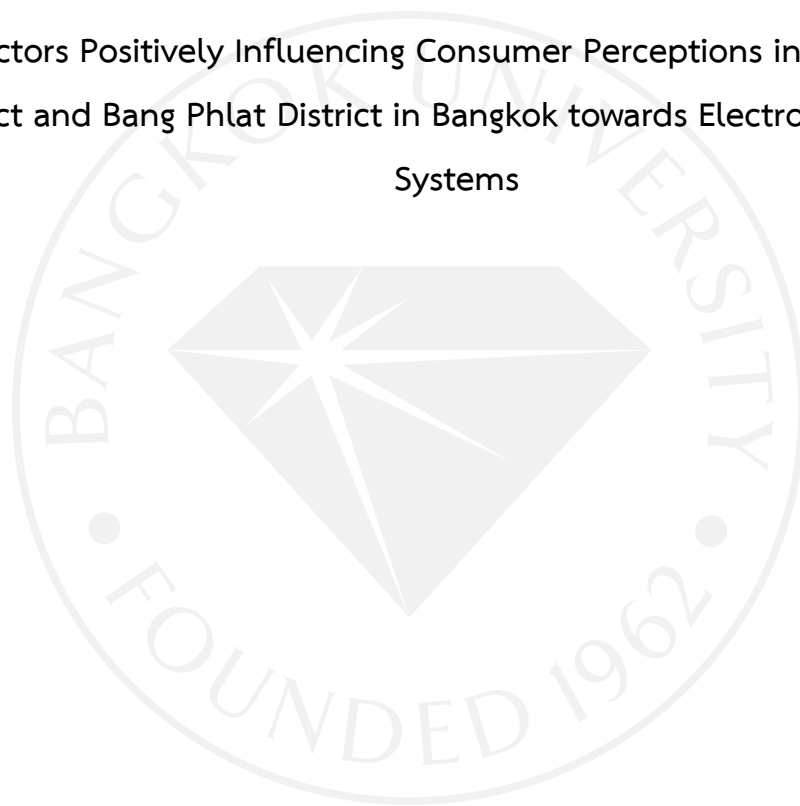 ctors Positively Influencing Consumer Perceptions in
ct and Bang Phlat District in Bangkok towards Electro
Systems
BANGKOK UNIVERSITY
FOUNDED 1962